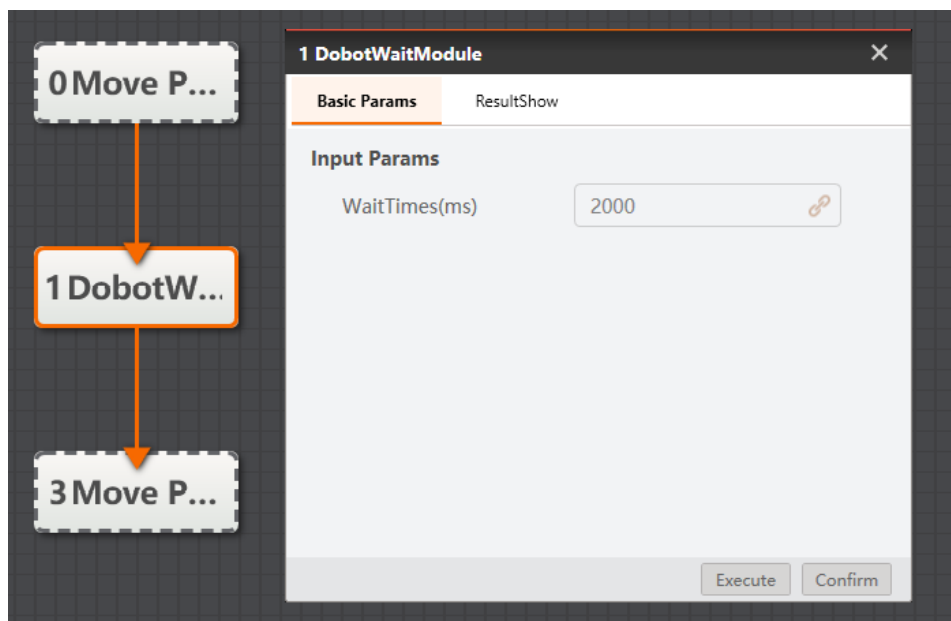 0 Move P...
1 DobotW...
3 Move P...
1 DobotWaitModule
Basic Params ResultShow
Input Params
WaitTimes(ms) 2000
Execute Confirm